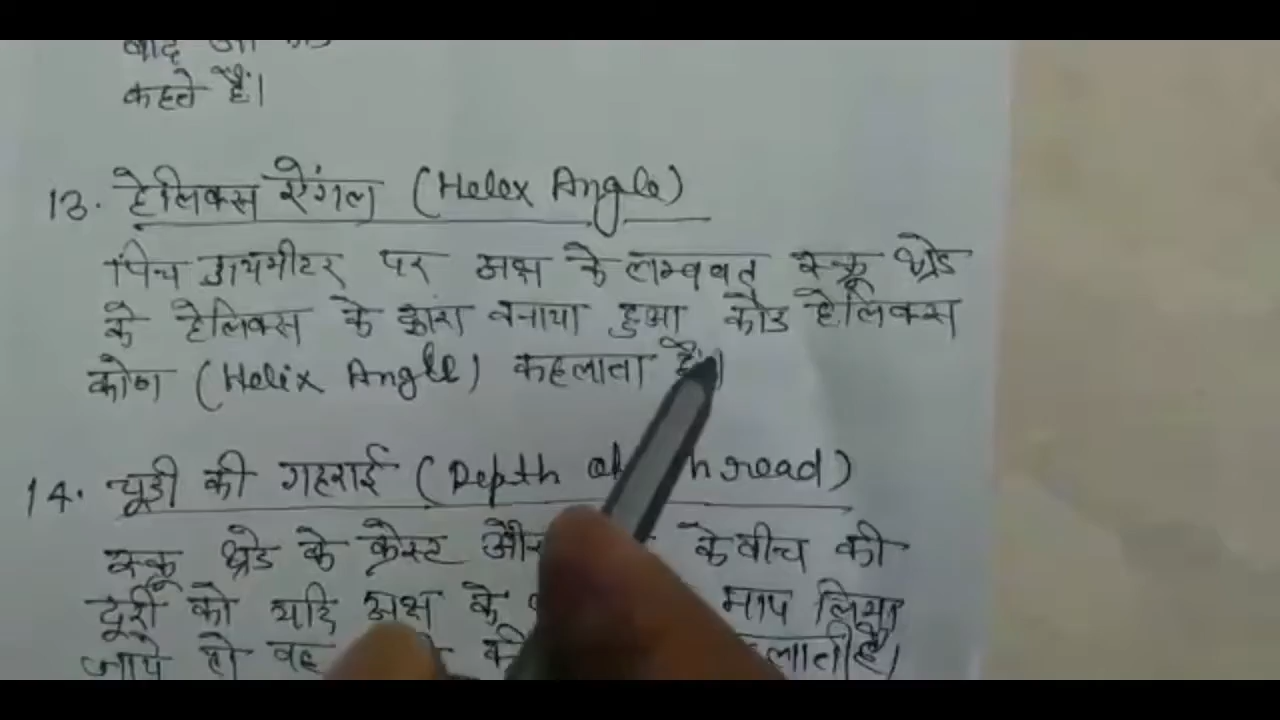 कहते हैं।
13. हेलिक्स ऐंगल (Helex Angle)
पिच डायमीटर पर अक्ष के लम्बवत स्क्रू थ्रेड
के हेलिक्स के द्वारा बनाया हुआ कोड हेलिक्स
कोण (Helix Angle) कहलाता है।
14. चूडी की गहराई (Depth
स्क्रू थ्रेड के क्रेस्ट और के बीच की
दूरी को यदि अक्ष के माप लिया
जाये तो वह